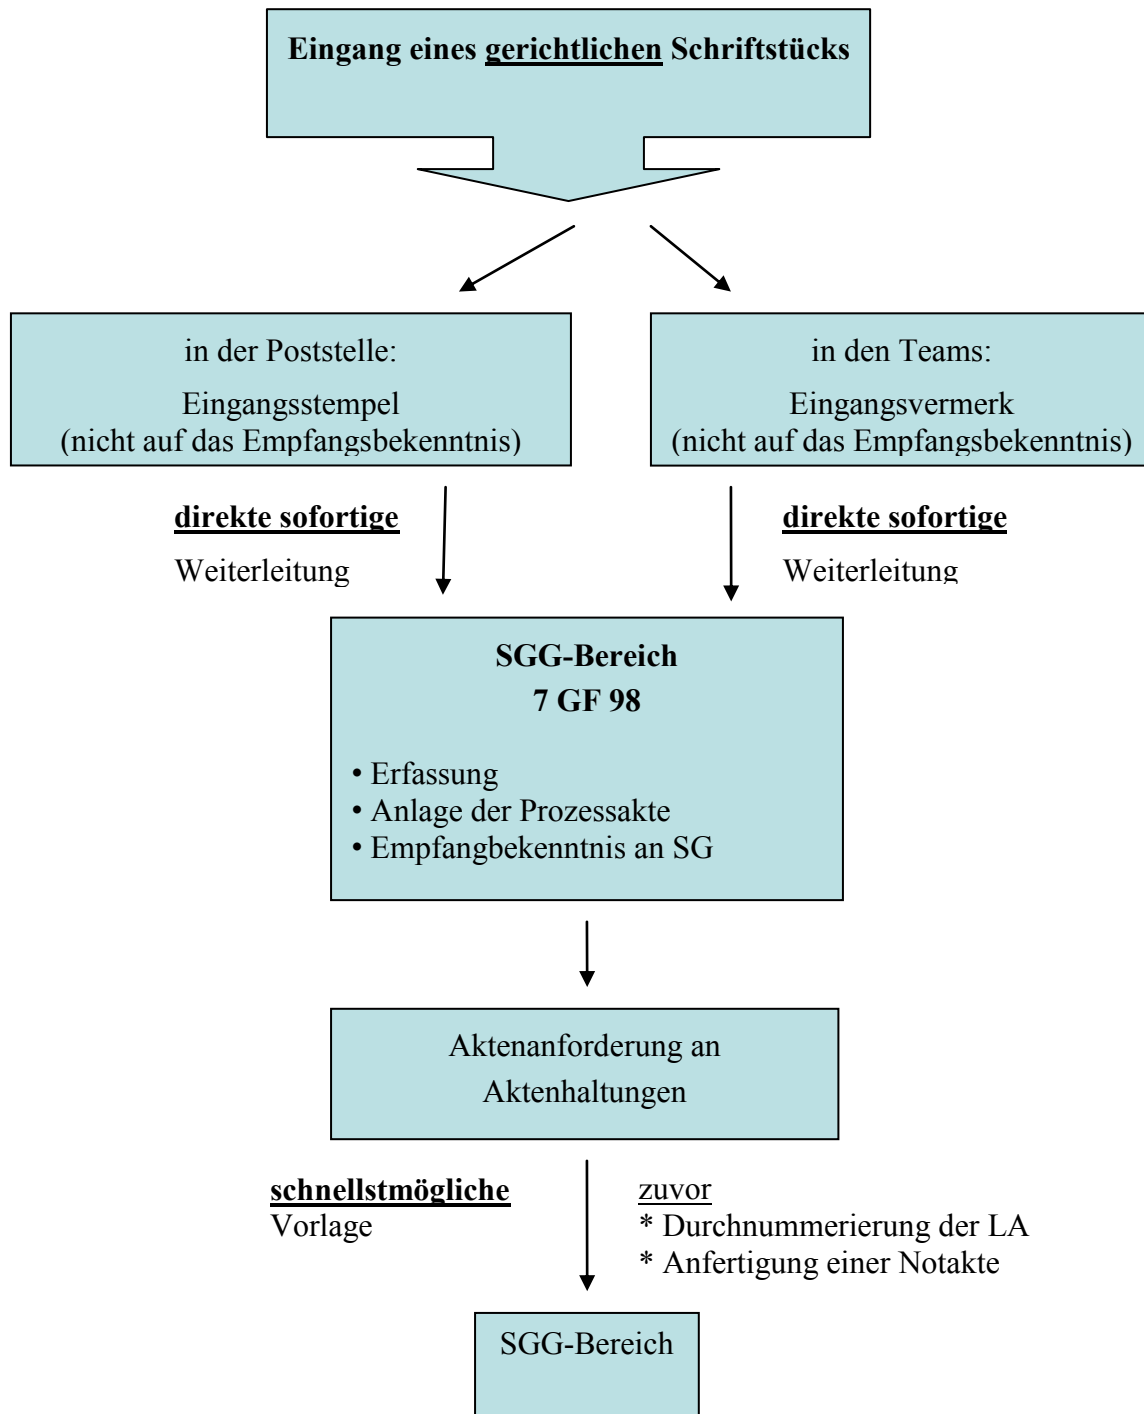 Eingang eines gerichtlichen Schriftstücks
in der Poststelle:
Eingangsstempel
(nicht auf das Empfangsbekenntnis)
in den Teams:
Eingangsvermerk
(nicht auf das Empfangsbekenntnis)
direkte sofortige
Weiterleitung
direkte sofortige
Weiterleitung
SGG-Bereich
7 GF 98
• Erfassung
• Anlage der Prozessakte
• Empfangbekenntnis an SG
Aktenanforderung an
Aktenhaltungen
schnellstmögliche
Vorlage
zuvor
* Durchnummerierung der LA
* Anfertigung einer Notakte
SGG-Bereich